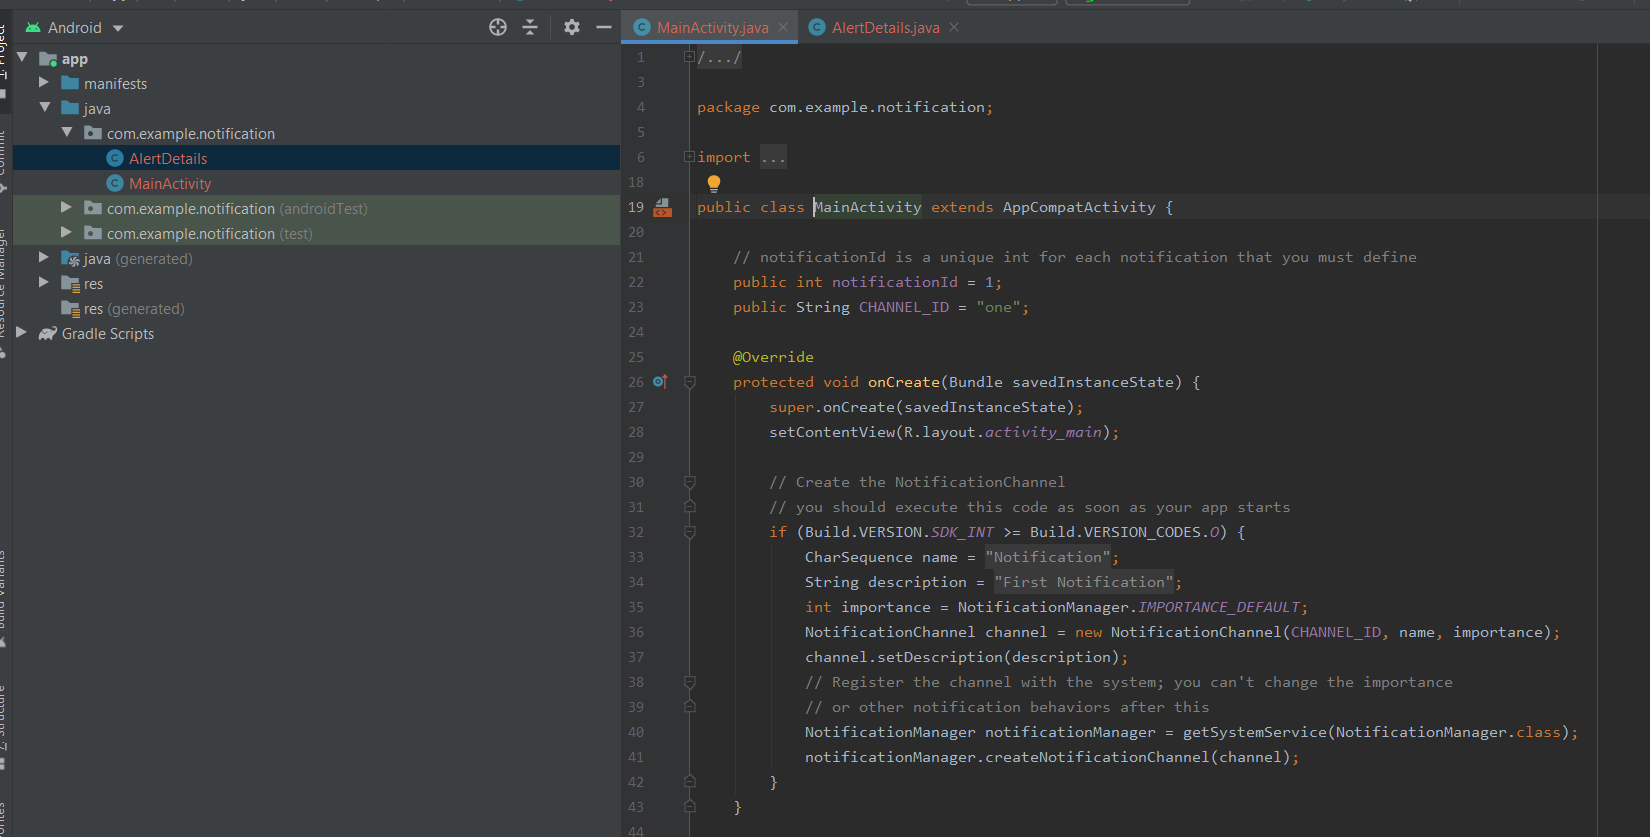 Android
app
manifests
java
com.example.notification
AlertDetails
MainActivity
com.example.notification (androidTest)
com.example.notification (test)
java (generated)
res
res (generated)
Gradle Scripts
Project
Commit
Resource Manager
Build Variants
Z: Structure
MainActivity.java
AlertDetails.java
1 /.../
3
4 package com.example.notification;
5
6 import ...
18
19 public class MainActivity extends AppCompatActivity {
20
21 // notificationId is a unique int for each notification that you must define
22 public int notificationId = 1;
23 public String CHANNEL_ID = "one";
24
25 @Override
26 protected void onCreate(Bundle savedInstanceState) {
27 super.onCreate(savedInstanceState);
28 setContentView(R.layout.activity_main);
29
30 // Create the NotificationChannel
31 // you should execute this code as soon as your app starts
32 if (Build.VERSION.SDK_INT >= Build.VERSION_CODES.O) {
33 CharSequence name = "Notification";
34 String description = "First Notification";
35 int importance = NotificationManager.IMPORTANCE_DEFAULT;
36 NotificationChannel channel = new NotificationChannel(CHANNEL_ID, name, importance);
37 channel.setDescription(description);
38 // Register the channel with the system; you can't change the importance
39 // or other notification behaviors after this
40 NotificationManager notificationManager = getSystemService(NotificationManager.class);
41 notificationManager.createNotificationChannel(channel);
42 }
43 }
44